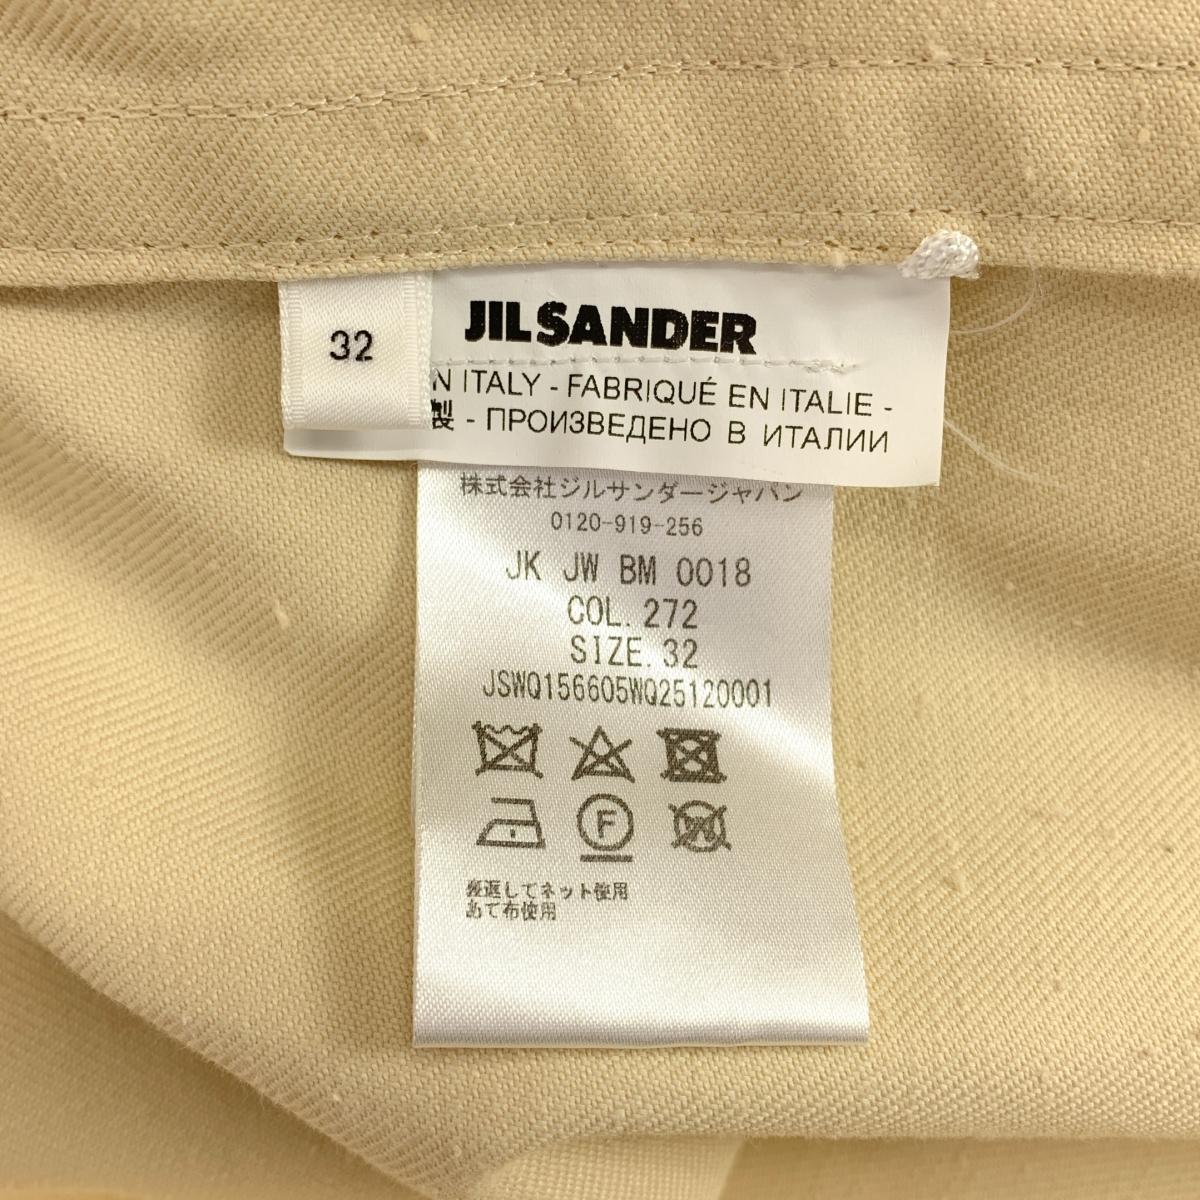 32
JIL SANDER
N ITALY - FABRIQUÉ EN ITALIE -
製 - ПРОИЗВЕДЕНО В ИТАЛИИ
株式会社ジルサンダージャパン
0120-919-256
JK JW BM 0018
COL. 272
SIZE. 32
JSWQ156605WQ25120001
F
W
裏返してネット使用
あて布使用